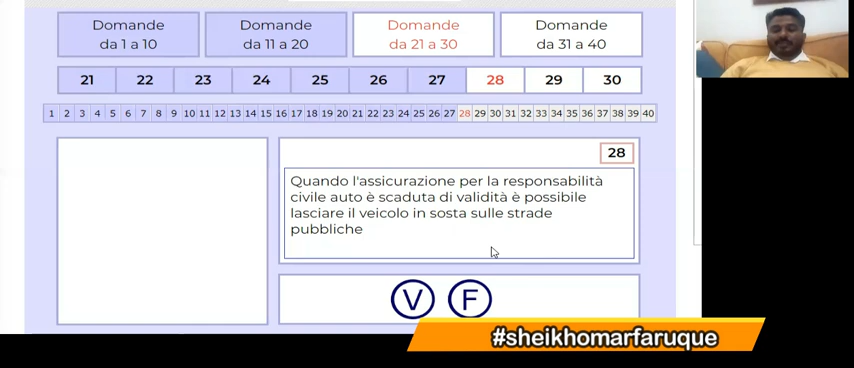 Domande Domande Domande Domande
da 1 a 10 da 11 a 20 da 21 a 30 da 31 a 40
21 22 23 24 25 26 27 28 29 30
1 2 3 4 5 6 7 8 9 10 11 12 13 14 15 16 17 18 19 20 21 22 23 24 25 26 27 28 29 30 31 32 33 34 35 36 37 38 39 40
28
Quando l'assicurazione per la responsabilità
civile auto è scaduta di validità è possibile
lasciare il veicolo in sosta sulle strade
pubbliche
V F
#sheikhomarfaruque